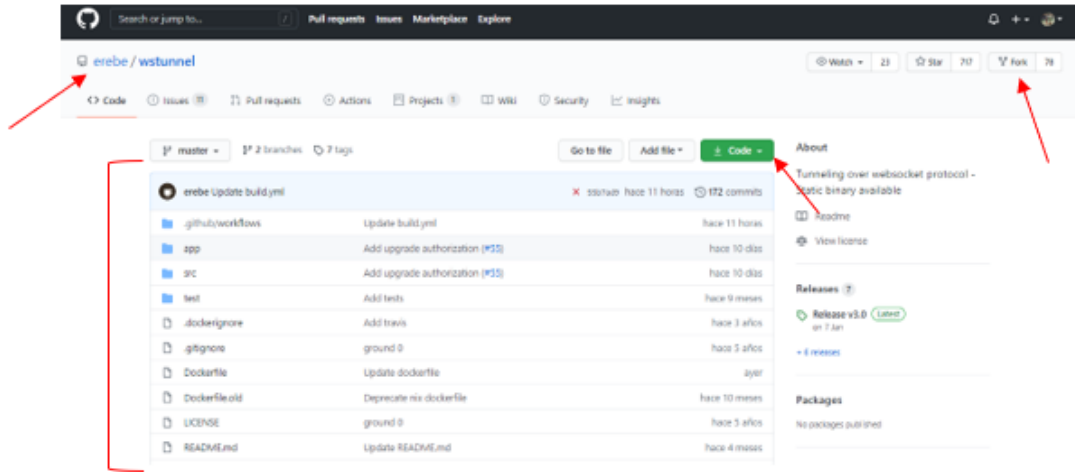 Search or jump to... / Pull requests Issues Marketplace Explore
erebe / wstunnel Watch 23 Star 717 Fork 78
Code Issues 11 Pull requests Actions Projects 1 Wiki Security Insights
master 2 branches 7 tags Go to file Add file Code About
Tunneling over websocket protocol -
Static binary available
erebe Update build.yml hace 11 horas 172 commits
Readme
.github/workflows Update build.yml hace 11 horas
View license
app Add upgrade authorization (#35) hace 10 días
src Add upgrade authorization (#35) hace 10 días
Releases 7
test Add tests hace 9 meses
Release v3.0 Latest
on 7 Jan
.dockerignore Add travis hace 3 años
.gitignore ground 0 hace 5 años
+ 6 releases
Dockerfile Update dockerfile ayer
Dockerfile.old Deprecate nix dockerfile hace 10 meses
Packages
LICENSE ground 0 hace 5 años
No packages published
README.md Update README.md hace 4 meses